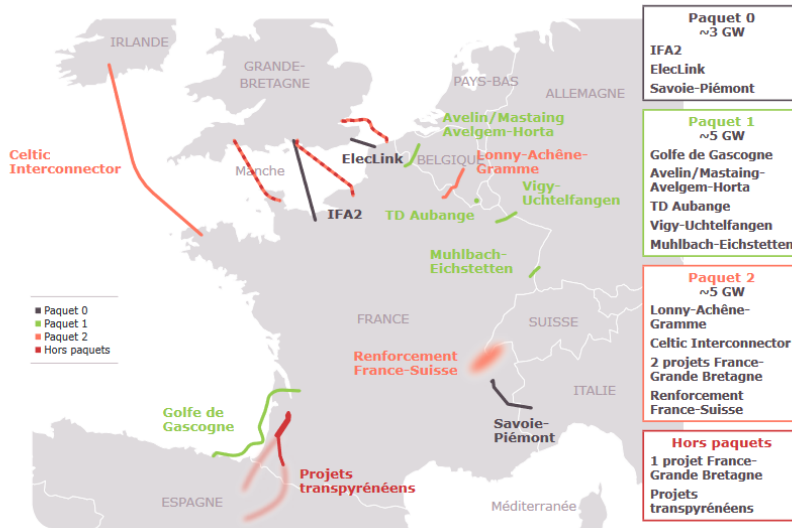 IRLANDE
GRANDE-
BRETAGNE
PAYS-BAS
ALLEMAGNE
Avelin/Mastaing
Avelgem-Horta
Celtic
Interconnector
Manche
ElecLink
BELGIQUE
Lonny-Achêne-
Gramme
Vigy-
Uchtelfangen
IFA2
TD Aubange
Muhlbach-
Eichstetten
FRANCE
SUISSE
Paquet 0
Paquet 1
Paquet 2
Hors paquets
Renforcement
France-Suisse
ITALIE
Golfe de
Gascogne
Savoie-
Piémont
Projets
transpyrénéens
ESPAGNE
Méditerranée
Paquet 0
~3 GW
IFA2
ElecLink
Savoie-Piémont
Paquet 1
~5 GW
Golfe de Gascogne
Avelin/Mastaing-
Avelgem-Horta
TD Aubange
Vigy-Uchtelfangen
Muhlbach-Eichstetten
Paquet 2
~5 GW
Lonny-Achêne-
Gramme
Celtic Interconnector
2 projets France-
Grande Bretagne
Renforcement
France-Suisse
Hors paquets
1 projet France-
Grande Bretagne
Projets
transpyrénéens